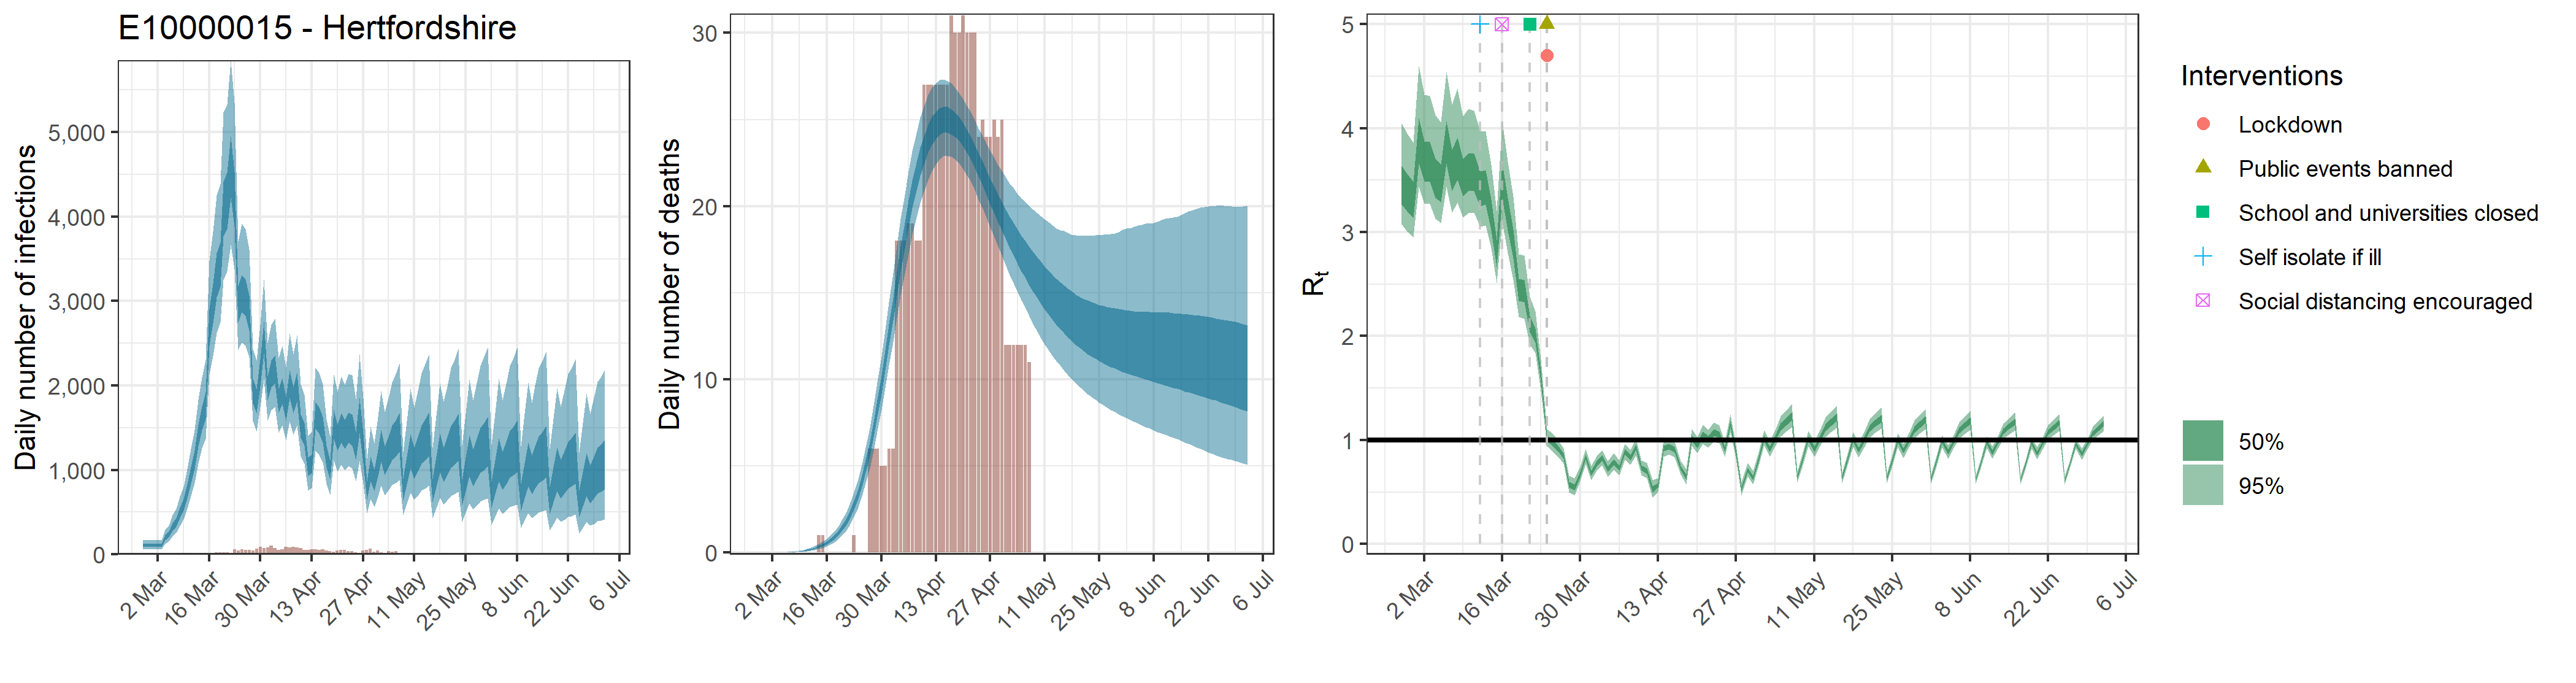 E10000015 - Hertfordshire
Daily number of infections
5,000
4,000
3,000
2,000
1,000
0
2 Mar
16 Mar
30 Mar
13 Apr
27 Apr
11 May
25 May
8 Jun
22 Jun
6 Jul
Daily number of deaths
30
20
10
0
2 Mar
16 Mar
30 Mar
13 Apr
27 Apr
11 May
25 May
8 Jun
22 Jun
6 Jul
Rt
5
4
3
2
1
0
2 Mar
16 Mar
30 Mar
13 Apr
27 Apr
11 May
25 May
8 Jun
22 Jun
6 Jul
Interventions
Lockdown
Public events banned
School and universities closed
Self isolate if ill
Social distancing encouraged
50%
95%